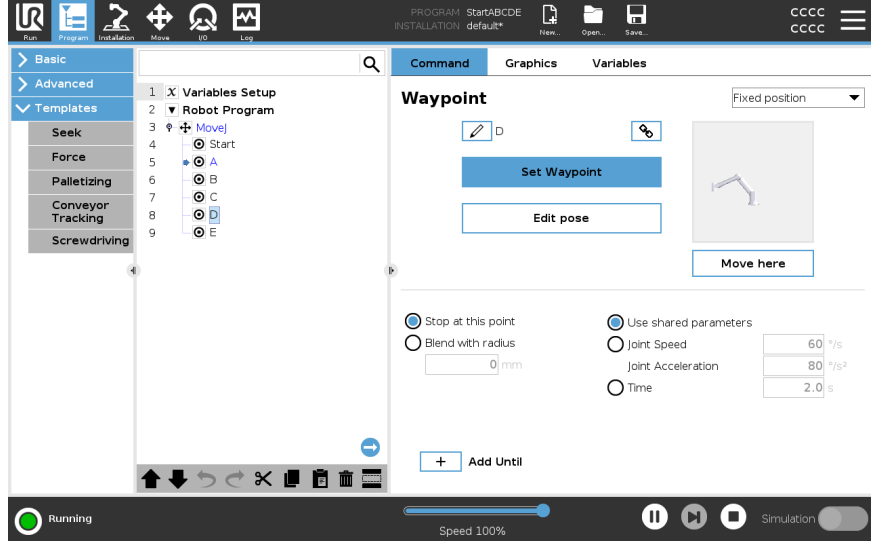 UR
PROGRAM StartABCDE
INSTALLATION default*
Run Program Installation Move I/O Log New... Open... Save...
CCCC
CCCC
Basic
Advanced
Templates
Seek
Force
Palletizing
Conveyor
Tracking
Screwdriving
1 X Variables Setup
2 Robot Program
3 MoveJ
4 Start
5 A
6 B
7 C
8 D
9 E
Command Graphics Variables
Waypoint
Fixed position
D
Set Waypoint
Edit pose
Move here
Stop at this point
Blend with radius
0 mm
Use shared parameters
Joint Speed 60 °/s
Joint Acceleration 80 °/s²
Time 2.0 s
+ Add Until
Running
Speed 100%
Simulation